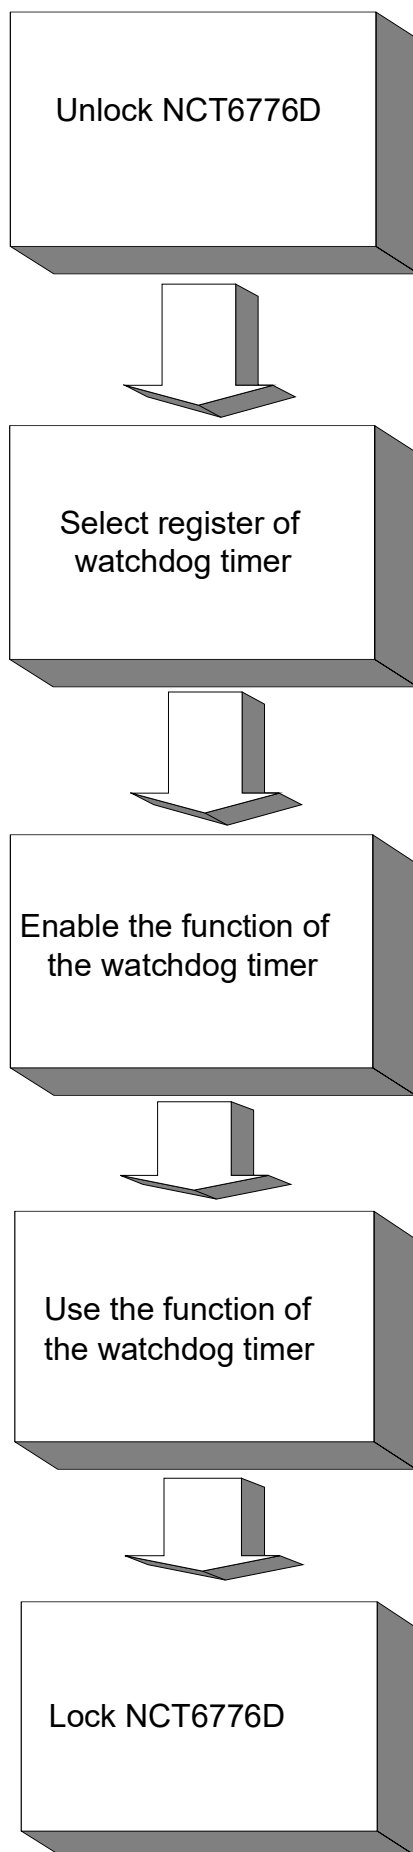 Unlock NCT6776D
Select register of
watchdog timer
Enable the function of
the watchdog timer
Use the function of
the watchdog timer
Lock NCT6776D